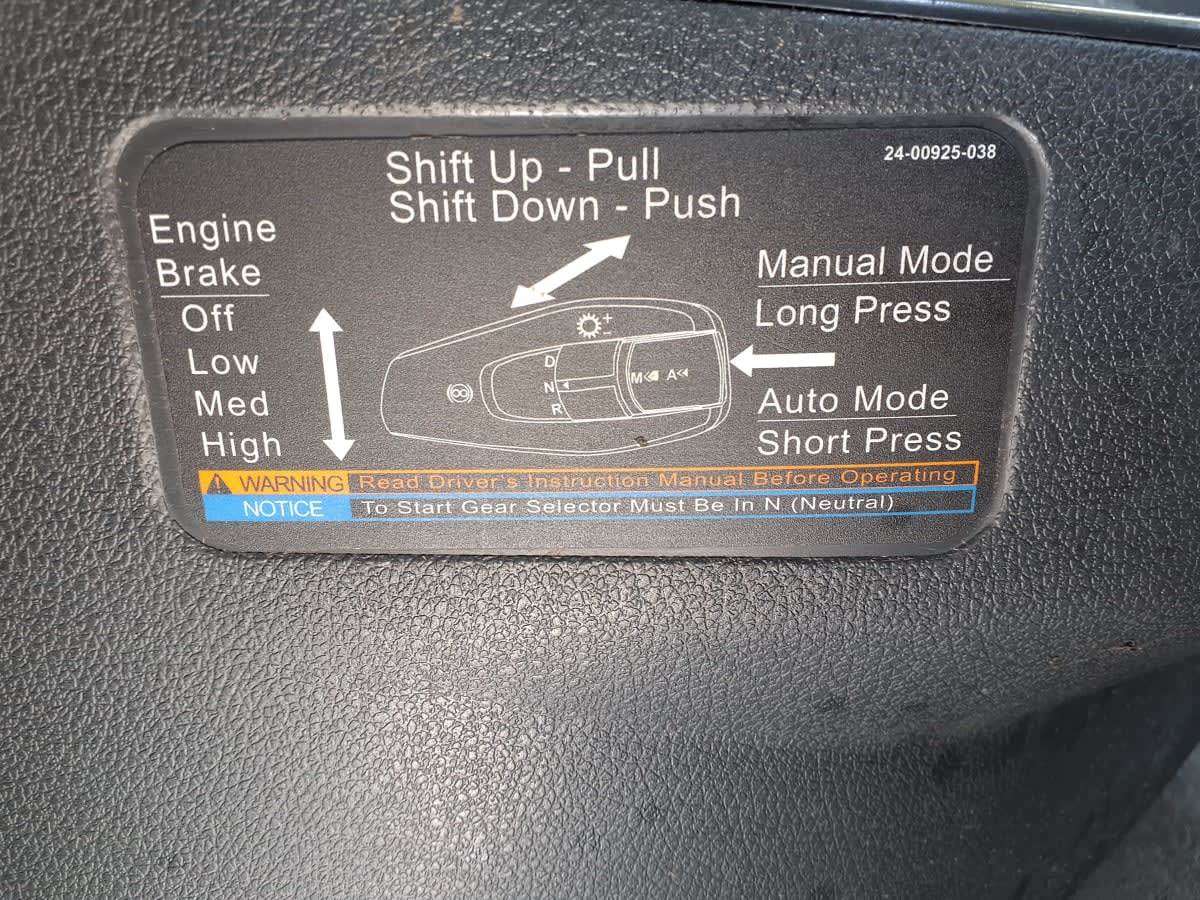 24-00925-038
Shift Up - Pull
Shift Down - Push
Engine
Brake
Off
Low
Med
High
+
-
D
N
R
M A
Manual Mode
Long Press
Auto Mode
Short Press
WARNING Read Driver's Instruction Manual Before Operating
NOTICE To Start Gear Selector Must Be In N (Neutral)